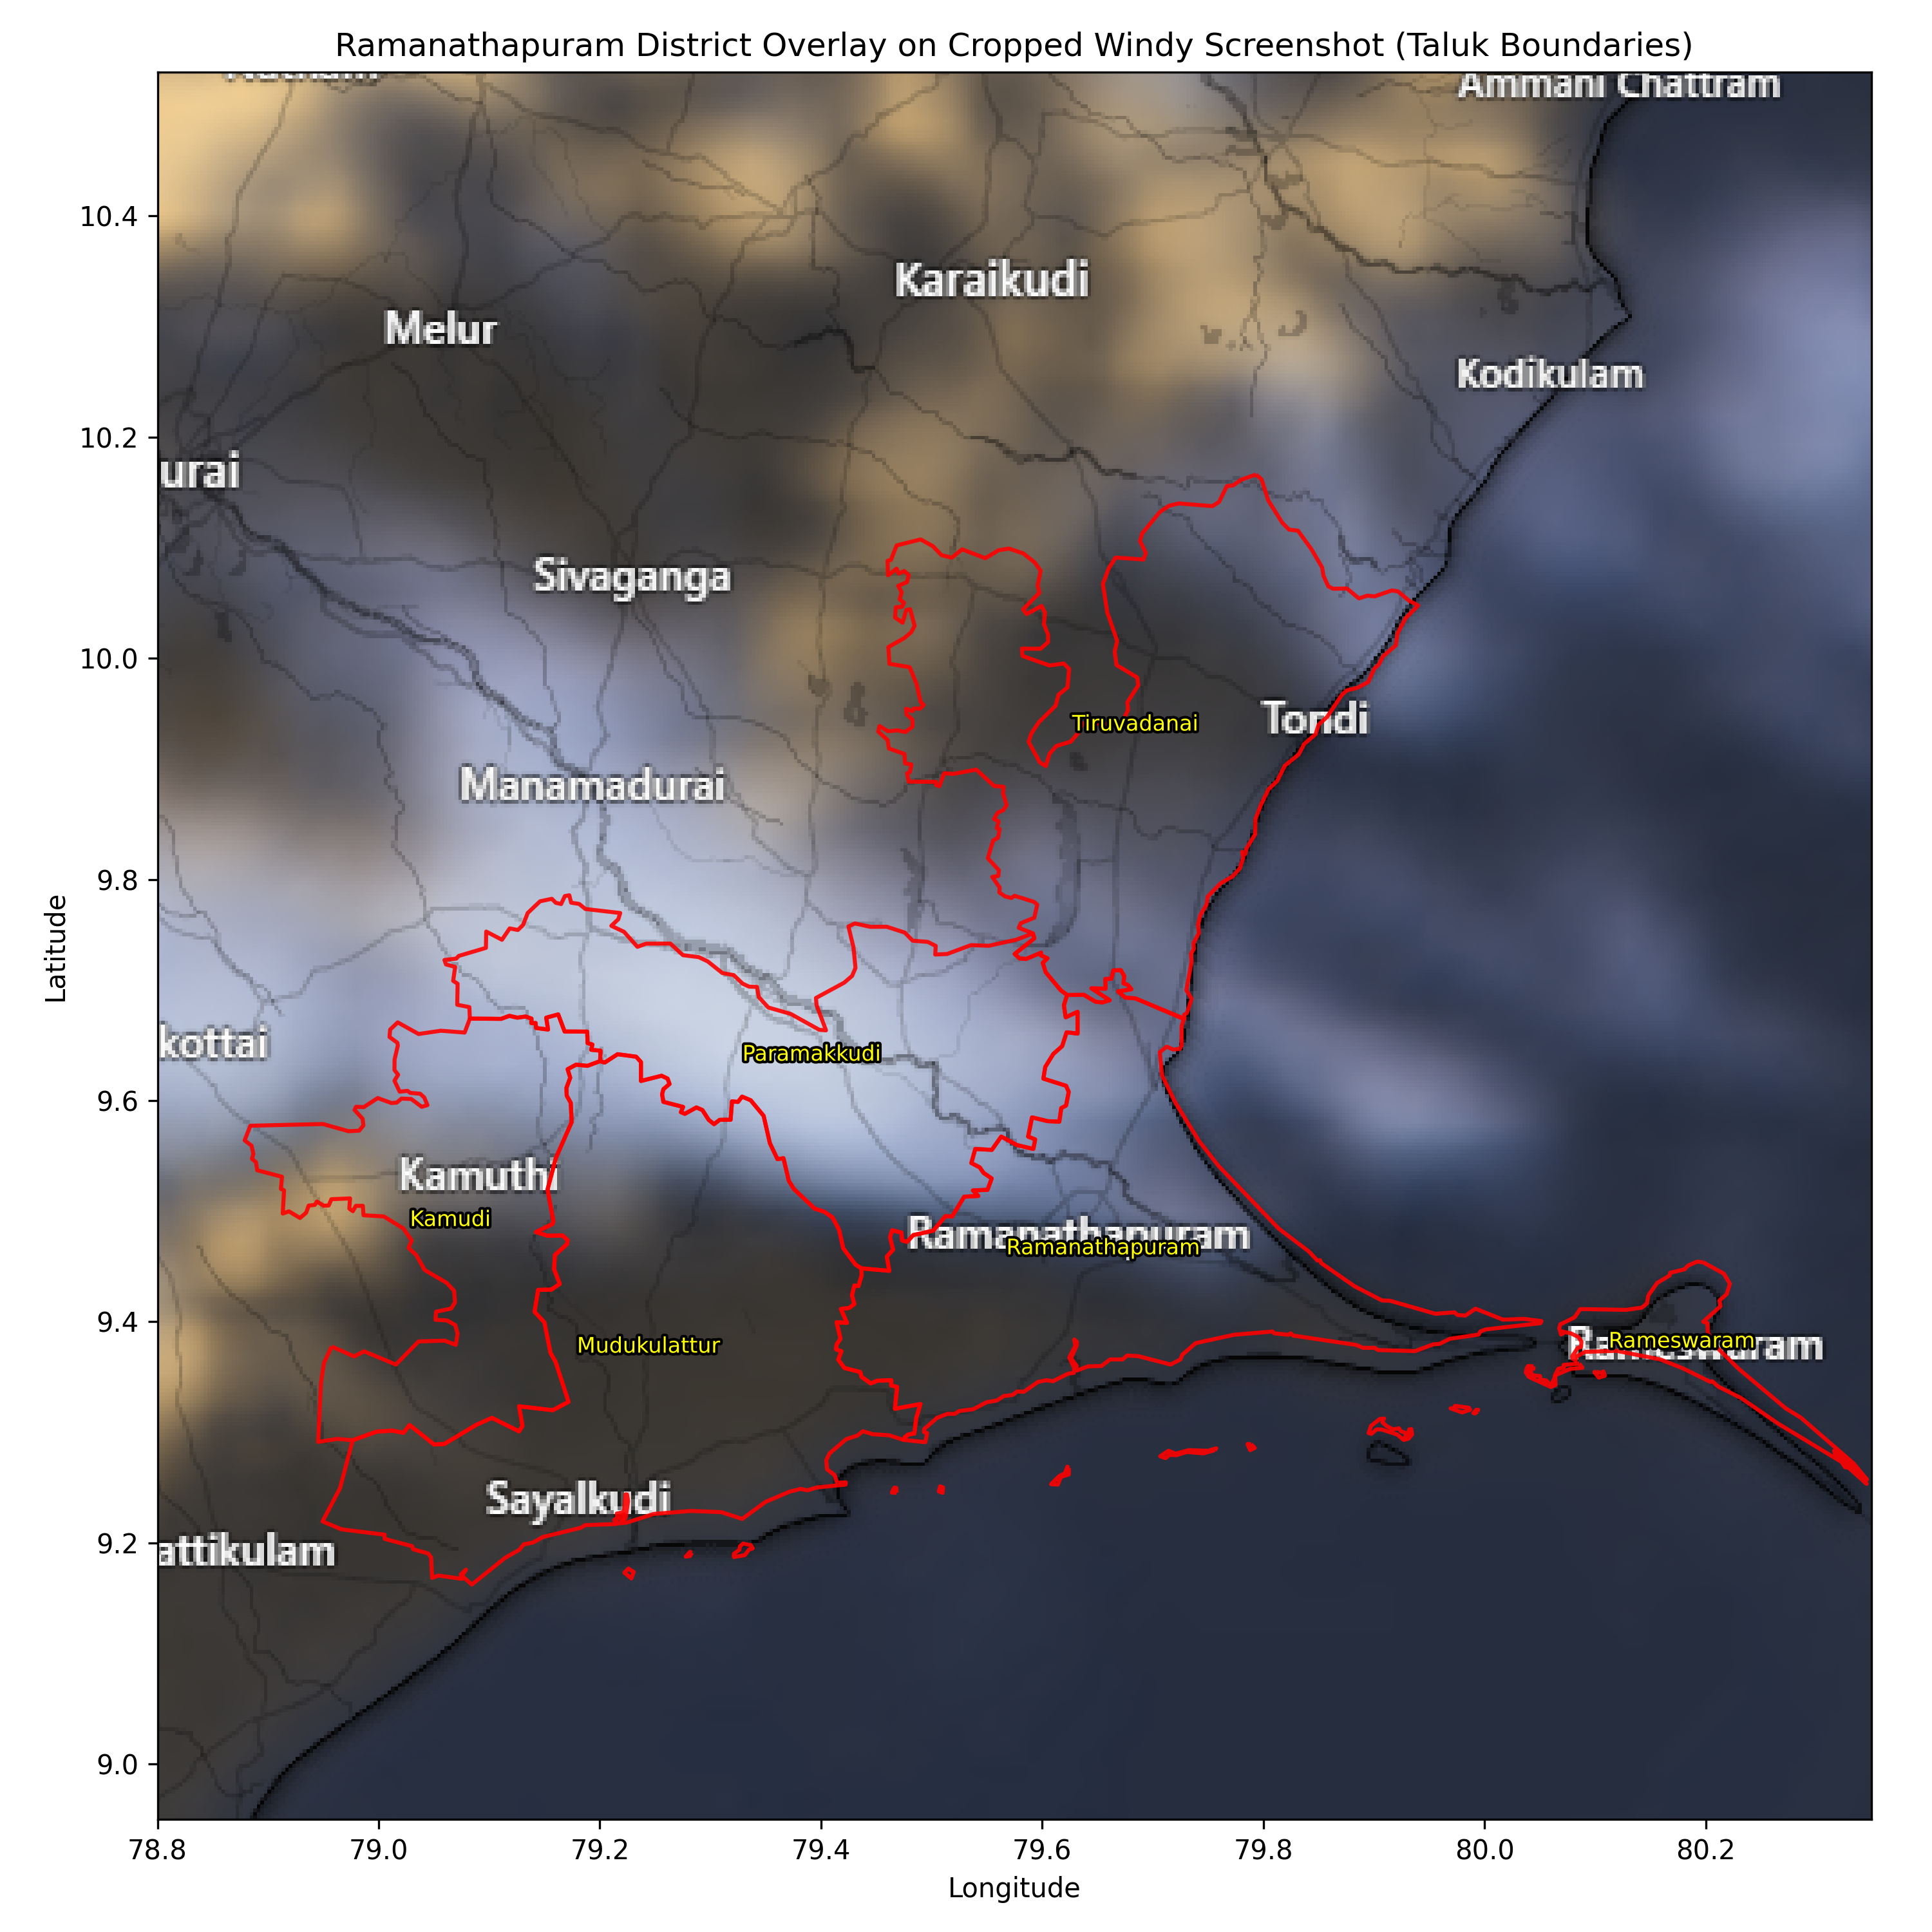 Ramanathapuram District Overlay on Cropped Windy Screenshot (Taluk Boundaries)
Ammani Chattram
10.4
Karaikudi
Melur
Kodikulam
10.2
urai
Sivaganga
10.0
Tondi
Tiruvadanai
Manamadurai
9.8
Latitude
kottai
Paramakkudi
9.6
Kamuthi
Kamudi
Ramanathapuram
Ramanathapuram
9.4
Mudukulattur
Rameswaram
Rameswaram
Sayalkudi
9.2
attikulam
9.0
78.8 79.0 79.2 79.4 79.6 79.8 80.0 80.2
Longitude